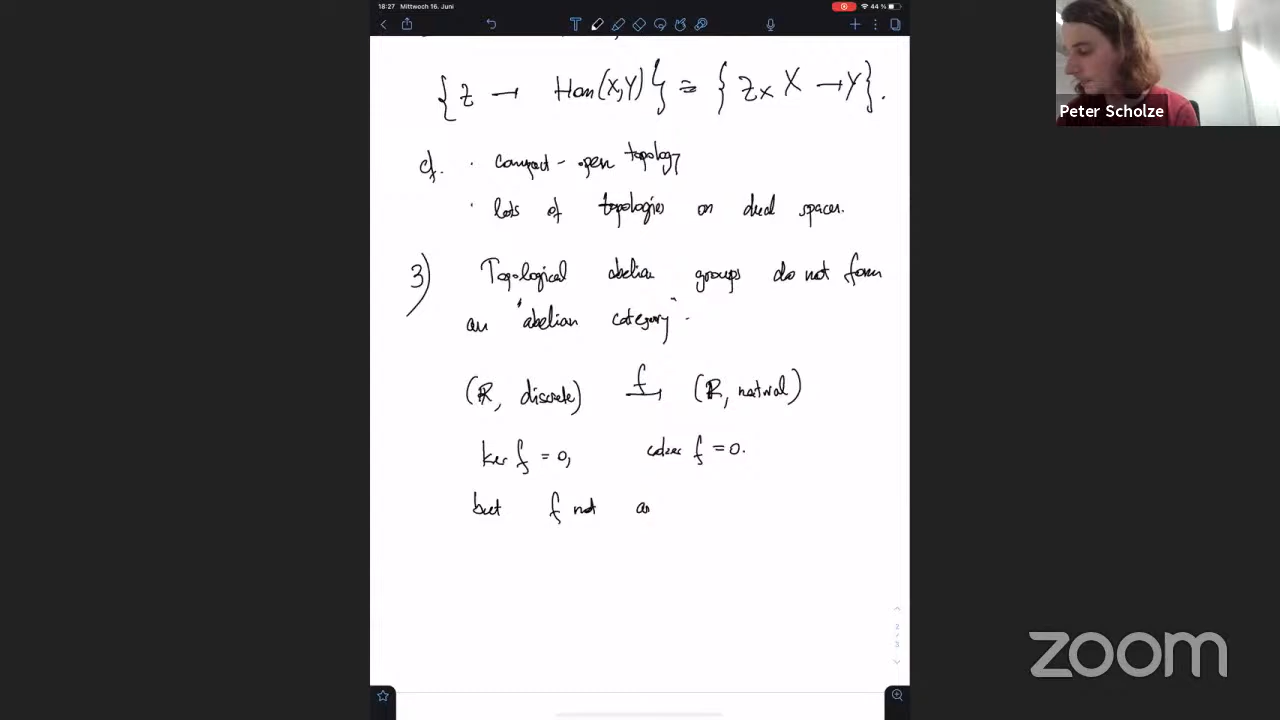 18:27 Mittwoch 16. Juni
44 %
{Z → Hom(X,Y)} ≅ {Z × X → Y}.
Peter Scholze
cf. · compact-open topology
· lots of topologies on dual spaces.
3) Topological abelian groups do not form
an "abelian category".
(ℝ, discrete) f→ (ℝ, natural)
ker f = 0, coker f = 0.
but f not an
2/3
zoom